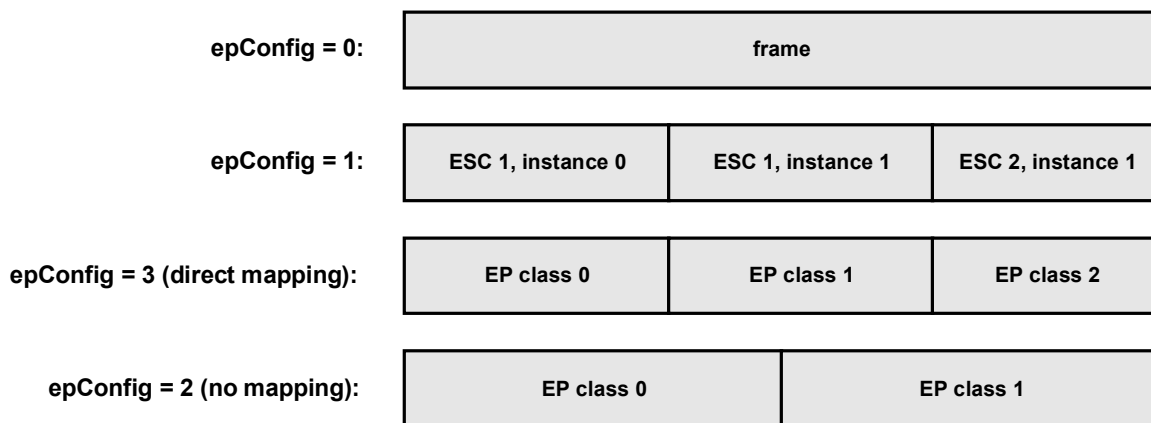 epConfig = 0: frame
epConfig = 1: ESC 1, instance 0 ESC 1, instance 1 ESC 2, instance 1
epConfig = 3 (direct mapping): EP class 0 EP class 1 EP class 2
epConfig = 2 (no mapping): EP class 0 EP class 1